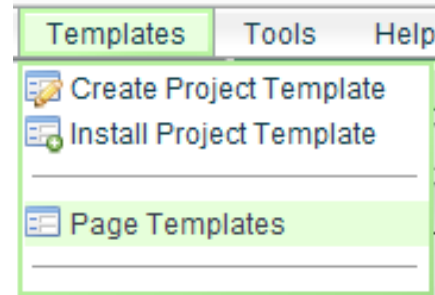 Templates Tools Help
Create Project Template
Install Project Template
Page Templates